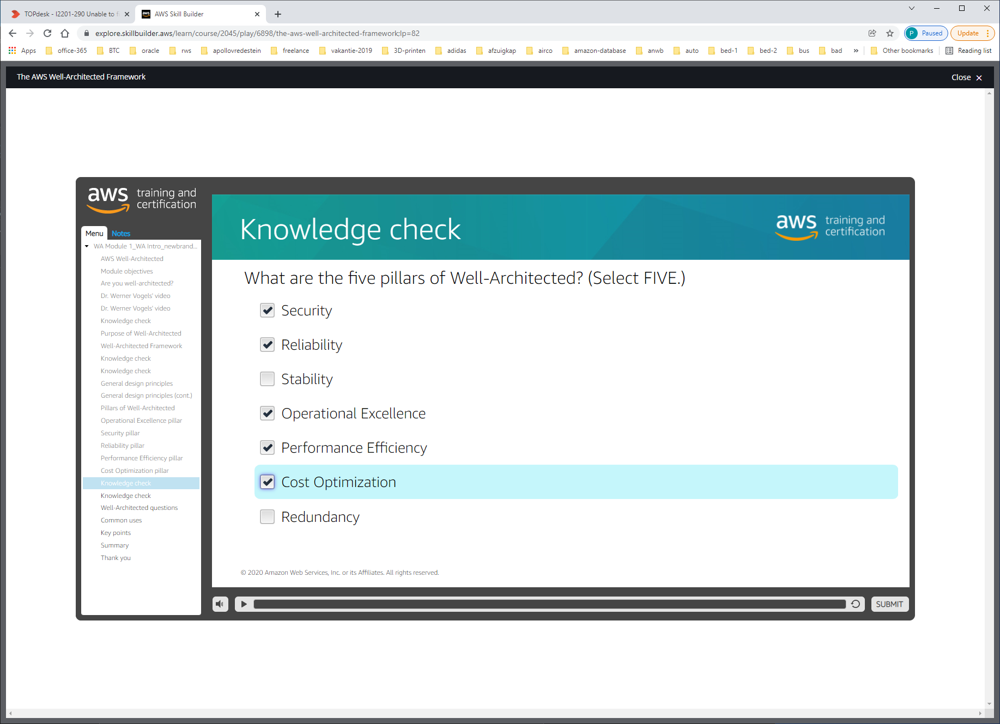 TOPdesk - I2201-290 Unable to fi
AWS Skill Builder
explore.skillbuilder.aws/learn/course/2045/play/6898/the-aws-well-architected-framework;lp=82
P Paused
Update
Apps office-365 BTC oracle rws apollovredestein freelance vakantie-2019 3D-printen adidas afzuigkap airco amazon-database anwb auto bed-1 bed-2 bus bad » Other bookmarks Reading list
The AWS Well-Architected Framework
Close
aws training and
certification
Menu Notes
WA Module 1_WA Intro_newbrand...
AWS Well-Architected
Module objectives
Are you well-architected?
Dr. Werner Vogels' video
Dr. Werner Vogels' video
Knowledge check
Purpose of Well-Architected
Well-Architected Framework
Knowledge check
Knowledge check
General design principles
General design principles (cont.)
Pillars of Well-Architected
Operational Excellence pillar
Security pillar
Reliability pillar
Performance Efficiency pillar
Cost Optimization pillar
Knowledge check
Knowledge check
Well-Architected questions
Common uses
Key points
Summary
Thank you
Knowledge check
aws training and
certification
What are the five pillars of Well-Architected? (Select FIVE.)
Security
Reliability
Stability
Operational Excellence
Performance Efficiency
Cost Optimization
Redundancy
© 2020 Amazon Web Services, Inc. or its Affiliates. All rights reserved.
SUBMIT